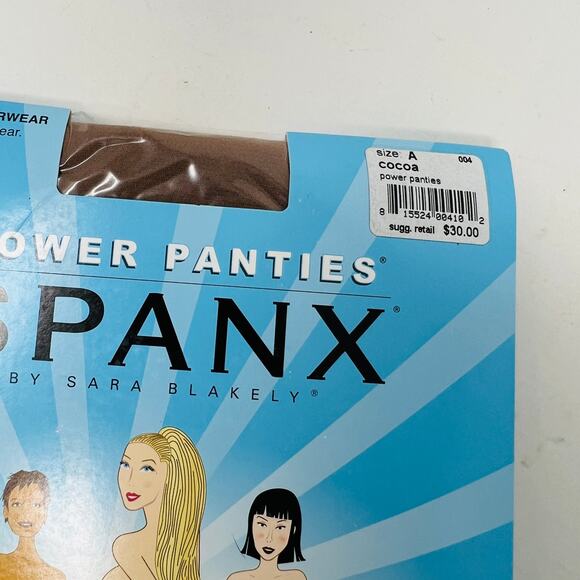 RWEAR
ear.
size: A 004
cocoa
power panties
8 15524 00410 2
sugg. retail $30.00
POWER PANTIES®
SPANX®
BY SARA BLAKELY®